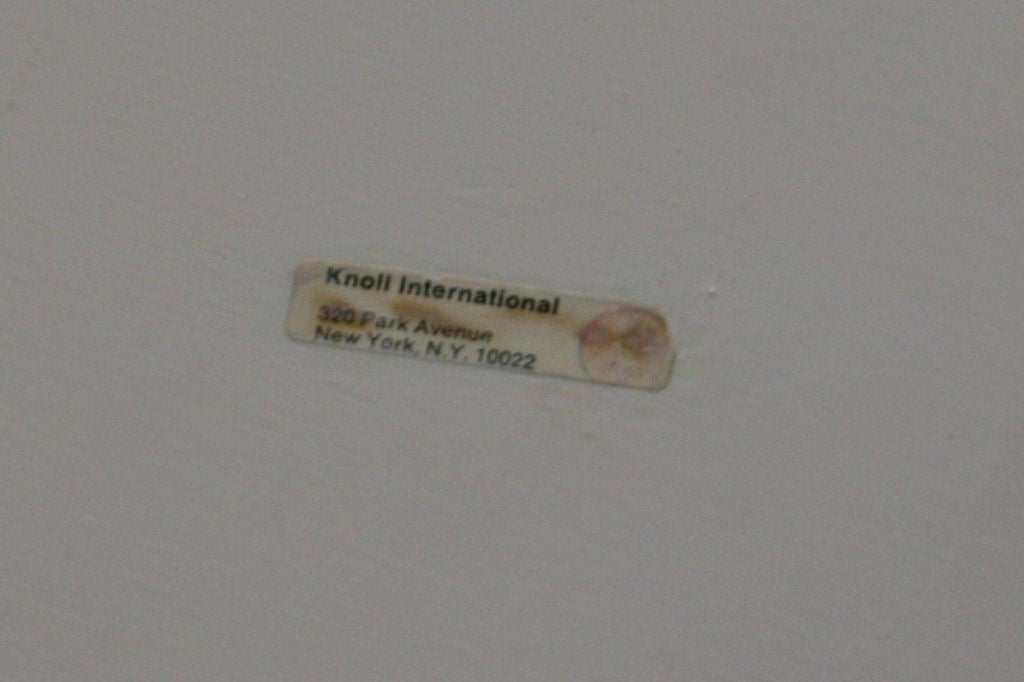 Knoll International
320 Park Avenue
New York, N.Y. 10022